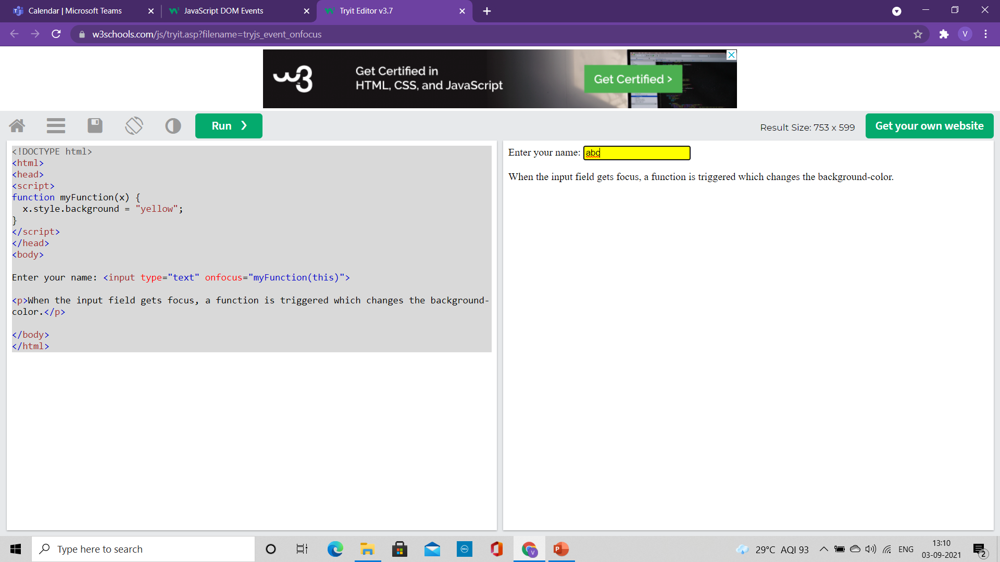 Calendar | Microsoft Teams
JavaScript DOM Events
Tryit Editor v3.7
w3schools.com/js/tryit.asp?filename=tryjs_event_onfocus
V
Get Certified in
HTML, CSS, and JavaScript
Get Certified >
Run ❯
Result Size: 753 x 599
Get your own website
<!DOCTYPE html>
<html>
<head>
<script>
function myFunction(x) {
  x.style.background = "yellow";
}
</script>
</head>
<body>
Enter your name: <input type="text" onfocus="myFunction(this)">
<p>When the input field gets focus, a function is triggered which changes the background-
color.</p>
</body>
</html>
Enter your name: abc
When the input field gets focus, a function is triggered which changes the background-color.
Type here to search
29°C AQI 93
ENG
13:10
03-09-2021
2